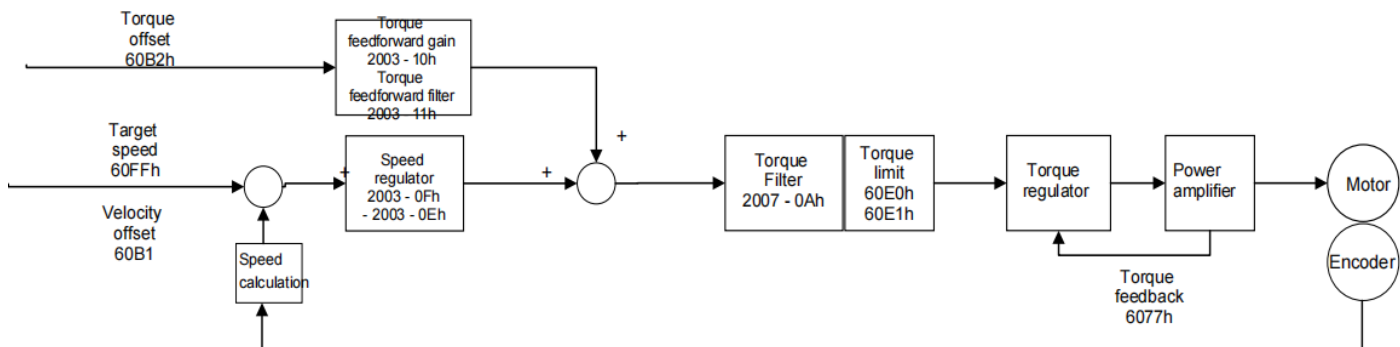 Torque
offset
60B2h
Torque
feedforward gain
2003 - 10h
Torque
feedforward filter
2003 - 11h
+
Target
speed
60FFh
Velocity
offset
60B1
+
Speed
regulator
2003 - 0Fh
- 2003 - 0Eh
+
Speed
calculation
Torque
Filter
2007 - 0Ah
Torque
limit
60E0h
60E1h
Torque
regulator
Power
amplifier
Torque
feedback
6077h
Motor
Encoder